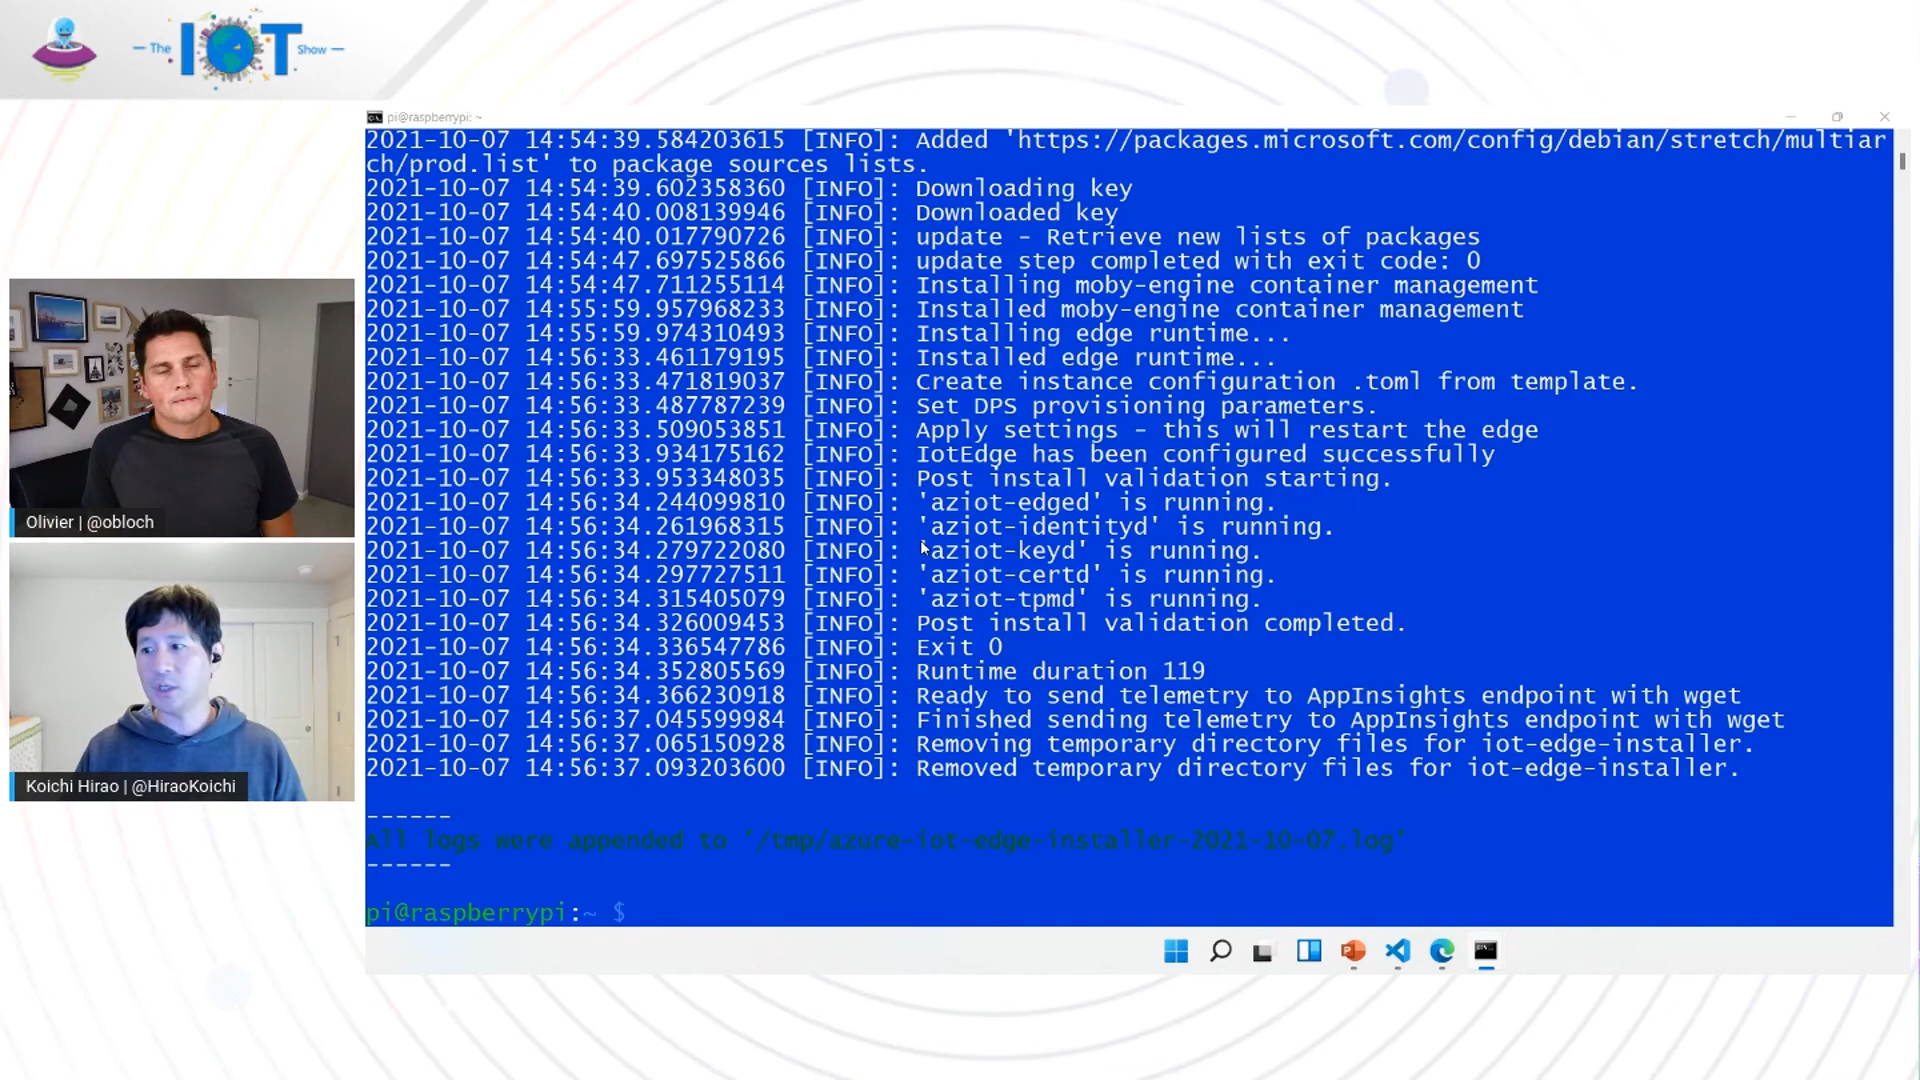 The IOT Show
pi@raspberrypi: ~
2021-10-07 14:54:39.584203615 [INFO]: Added 'https://packages.microsoft.com/config/debian/stretch/multiar
ch/prod.list' to package sources lists.
2021-10-07 14:54:39.602358360 [INFO]: Downloading key
2021-10-07 14:54:40.008139946 [INFO]: Downloaded key
2021-10-07 14:54:40.017790726 [INFO]: update - Retrieve new lists of packages
2021-10-07 14:54:47.697525866 [INFO]: update step completed with exit code: 0
2021-10-07 14:54:47.711255114 [INFO]: Installing moby-engine container management
2021-10-07 14:55:59.957968233 [INFO]: Installed moby-engine container management
2021-10-07 14:55:59.974310493 [INFO]: Installing edge runtime...
2021-10-07 14:56:33.461179195 [INFO]: Installed edge runtime...
2021-10-07 14:56:33.471819037 [INFO]: Create instance configuration .toml from template.
2021-10-07 14:56:33.487787239 [INFO]: Set DPS provisioning parameters.
2021-10-07 14:56:33.509053851 [INFO]: Apply settings - this will restart the edge
2021-10-07 14:56:33.934175162 [INFO]: IotEdge has been configured successfully
2021-10-07 14:56:33.953348035 [INFO]: Post install validation starting.
2021-10-07 14:56:34.244099810 [INFO]: 'aziot-edged' is running.
2021-10-07 14:56:34.261968315 [INFO]: 'aziot-identityd' is running.
2021-10-07 14:56:34.279722080 [INFO]: 'aziot-keyd' is running.
2021-10-07 14:56:34.297727511 [INFO]: 'aziot-certd' is running.
2021-10-07 14:56:34.315405079 [INFO]: 'aziot-tpmd' is running.
2021-10-07 14:56:34.326009453 [INFO]: Post install validation completed.
2021-10-07 14:56:34.336547786 [INFO]: Exit 0
2021-10-07 14:56:34.352805569 [INFO]: Runtime duration 119
2021-10-07 14:56:34.366230918 [INFO]: Ready to send telemetry to AppInsights endpoint with wget
2021-10-07 14:56:37.045599984 [INFO]: Finished sending telemetry to AppInsights endpoint with wget
2021-10-07 14:56:37.065150928 [INFO]: Removing temporary directory files for iot-edge-installer.
2021-10-07 14:56:37.093203600 [INFO]: Removed temporary directory files for iot-edge-installer.
------
All logs were appended to '/tmp/azure-iot-edge-installer-2021-10-07.log'
------
pi@raspberrypi:~ $
Olivier | @obloch
Koichi Hirao | @HiraoKoichi